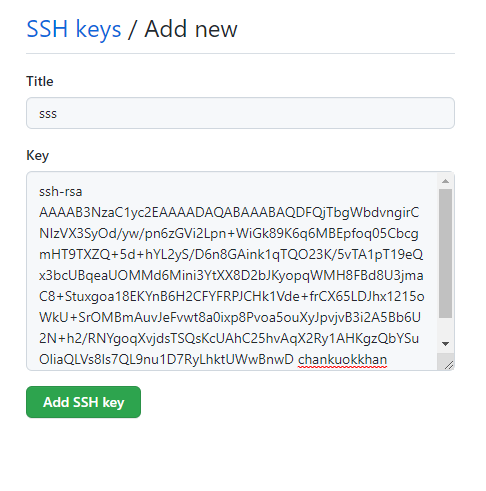 SSH keys / Add new
Title
sss
Key
ssh-rsa
AAAAB3NzaC1yc2EAAAADAQABAAABAQDFQjTbgWbdvngirC
NIzVX3SyOd/yw/pn6zGVi2Lpn+WiGk89K6q6MBEpfoq05Cbcg
mHT9TXZQ+5d+hYL2yS/D6n8GAink1qTQO23K/5vTA1pT19eQ
x3bcUBqeaUOMMd6Mini3YtXX8D2bJKyopqWMH8FBd8U3jma
C8+Stuxgoa18EKYnB6H2CFYFRPJCHk1Vde+frCX65LDJhx1215o
WkU+SrOMBmAuvJeFvwt8a0ixp8Pvoa5ouXyJpvjvB3i2A5Bb6U
2N+h2/RNYgoqXvjdsTSQsKcUAhC25hvAqX2Ry1AHKgzQbYSu
OIiaQLVs8Is7QL9nu1D7RyLhktUWwBnwD chankuokkhan
Add SSH key